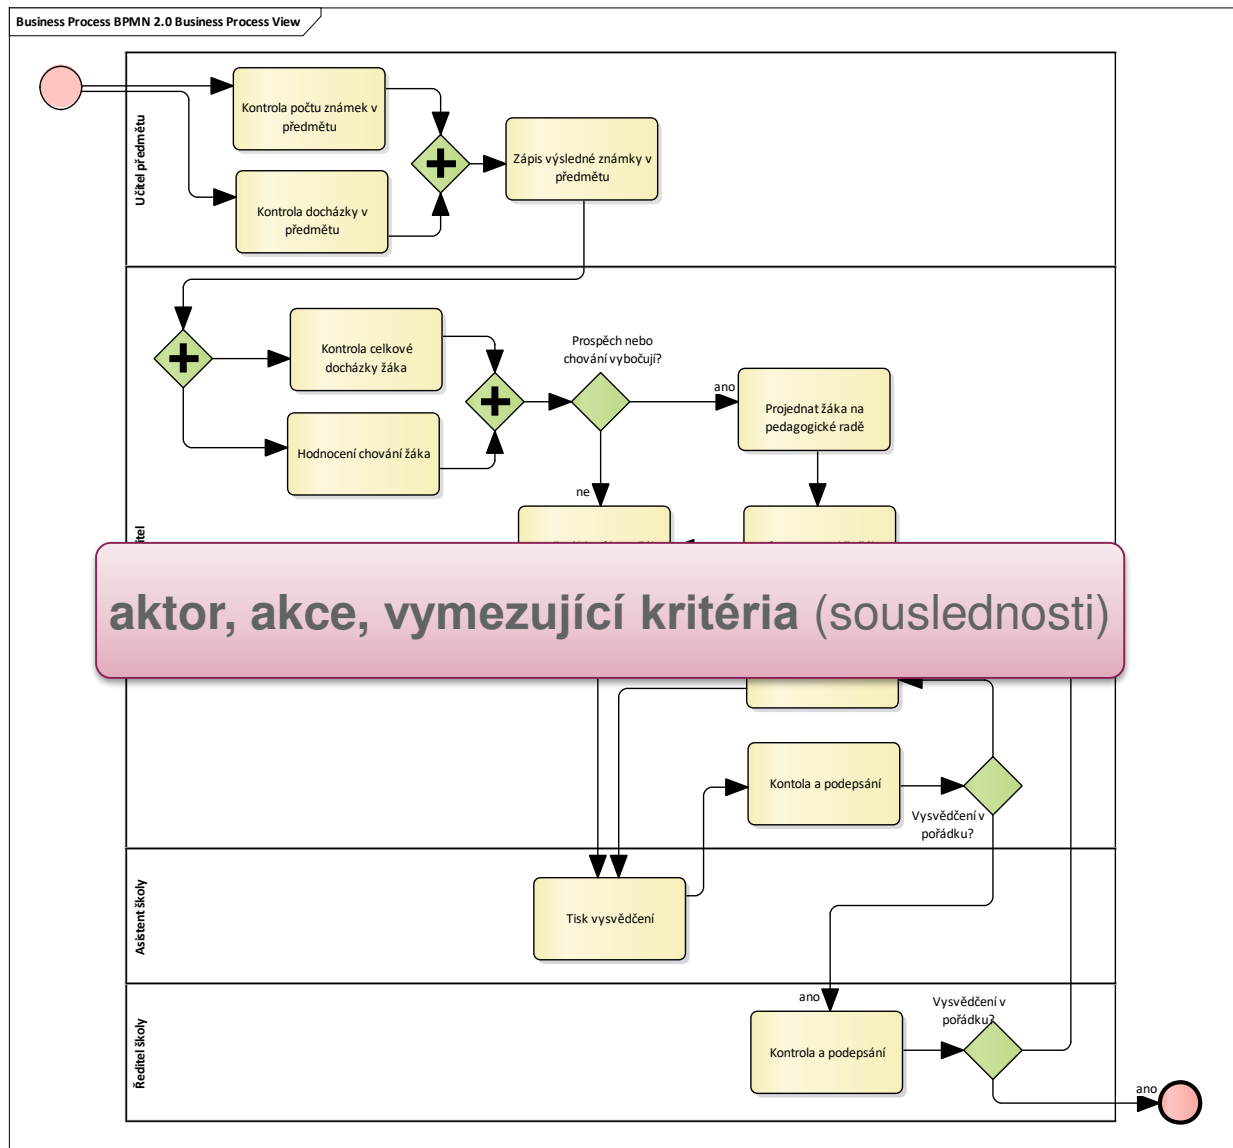 Business Process BPMN 2.0 Business Process View
Učitel předmětu
Kontrola počtu známek v
předmětu
Zápis výsledné známky v
předmětu
Kontrola docházky v
předmětu
Prospěch nebo
chování vybočují?
Kontrola celkové
docházky žáka
ano
Projednat žáka na
pedagogické radě
Hodnocení chování žáka
ne
aktor, akce, vymezující kritéria (souslednosti)
Kontola a podepsání
Vysvědčení v
pořádku?
Asistent školy
Tisk vysvědčení
ano
Ředitel školy
Vysvědčení v
pořádku?
Kontrola a podepsání
ano